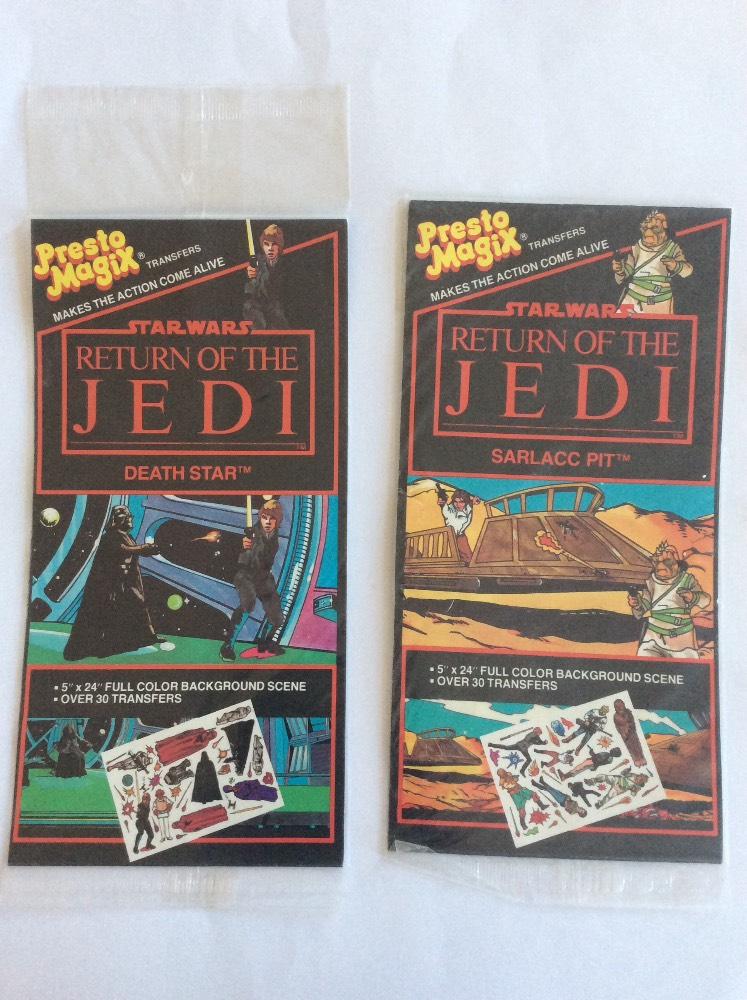 Presto
MagiX® TRANSFERS
MAKES THE ACTION COME ALIVE
STAR WARS
RETURN OF THE
JEDI
TM
DEATH STAR™
▪ 5" x 24" FULL COLOR BACKGROUND SCENE
▪ OVER 30 TRANSFERS
Presto
MagiX® TRANSFERS
MAKES THE ACTION COME ALIVE
STAR WARS
RETURN OF THE
JEDI
TM
SARLACC PIT™
▪ 5" x 24" FULL COLOR BACKGROUND SCENE
▪ OVER 30 TRANSFERS